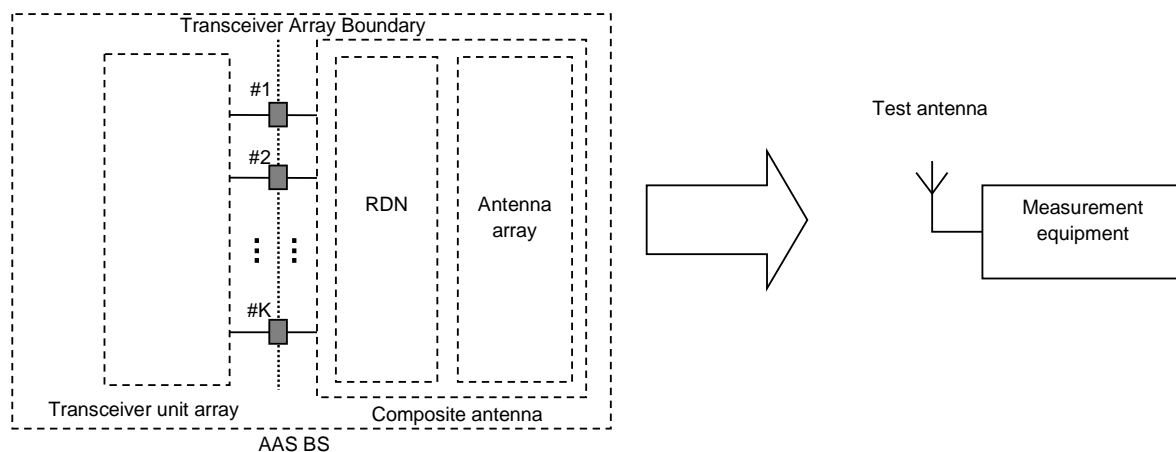 Transceiver Array Boundary
#1
#2
#K
RDN
Antenna
array
Transceiver unit array
Composite antenna
AAS BS
Test antenna
Measurement
equipment